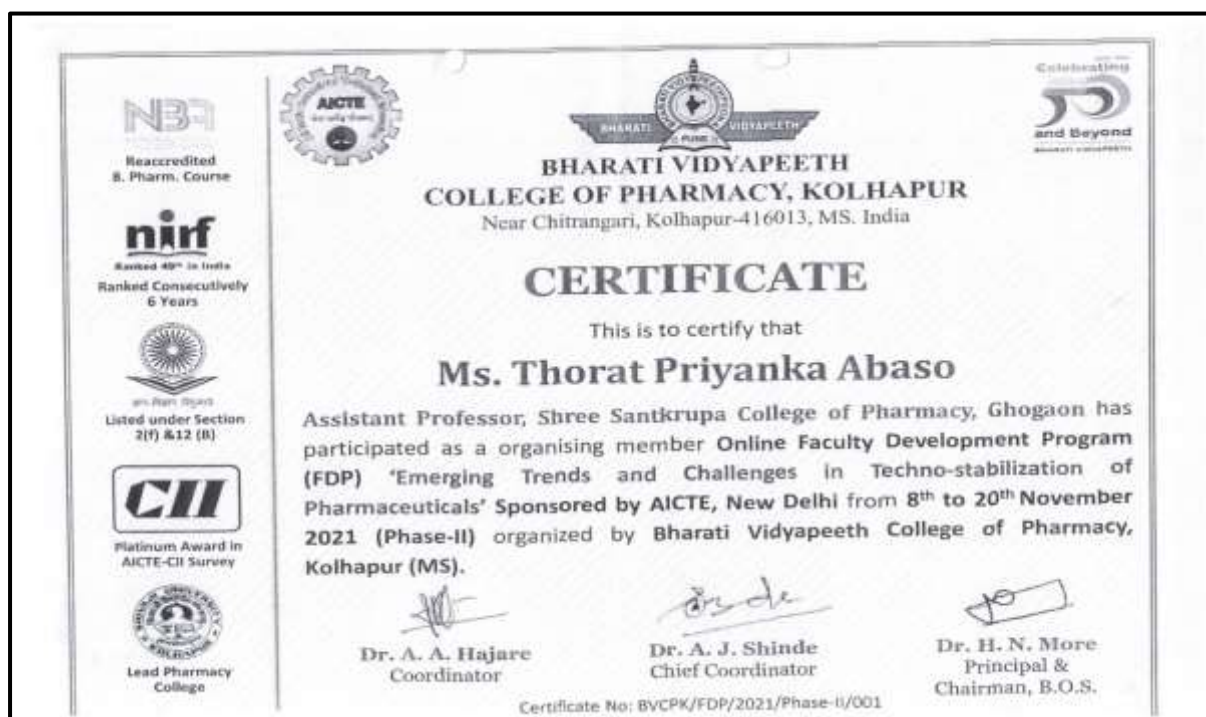 NBA
Reaccredited
B. Pharm. Course
nirf
Ranked 49th in India
Ranked Consecutively
6 Years
Listed under Section
2(f) &12 (B)
CII
Platinum Award in
AICTE-CII Survey
Lead Pharmacy
College
AICTE
BHARATI VIDYAPEETH
PUNE
Celebrating
50
and Beyond
BHARATI VIDYAPEETH
BHARATI VIDYAPEETH
COLLEGE OF PHARMACY, KOLHAPUR
Near Chitrangari, Kolhapur-416013, MS. India
CERTIFICATE
This is to certify that
Ms. Thorat Priyanka Abaso
Assistant Professor, Shree Santkrupa College of Pharmacy, Ghogaon has
participated as a organising member Online Faculty Development Program
(FDP) 'Emerging Trends and Challenges in Techno-stabilization of
Pharmaceuticals' Sponsored by AICTE, New Delhi from 8th to 20th November
2021 (Phase-II) organized by Bharati Vidyapeeth College of Pharmacy,
Kolhapur (MS).
Dr. A. A. Hajare
Coordinator
Dr. A. J. Shinde
Chief Coordinator
Dr. H. N. More
Principal &
Chairman, B.O.S.
Certificate No: BVCPK/FDP/2021/Phase-II/001